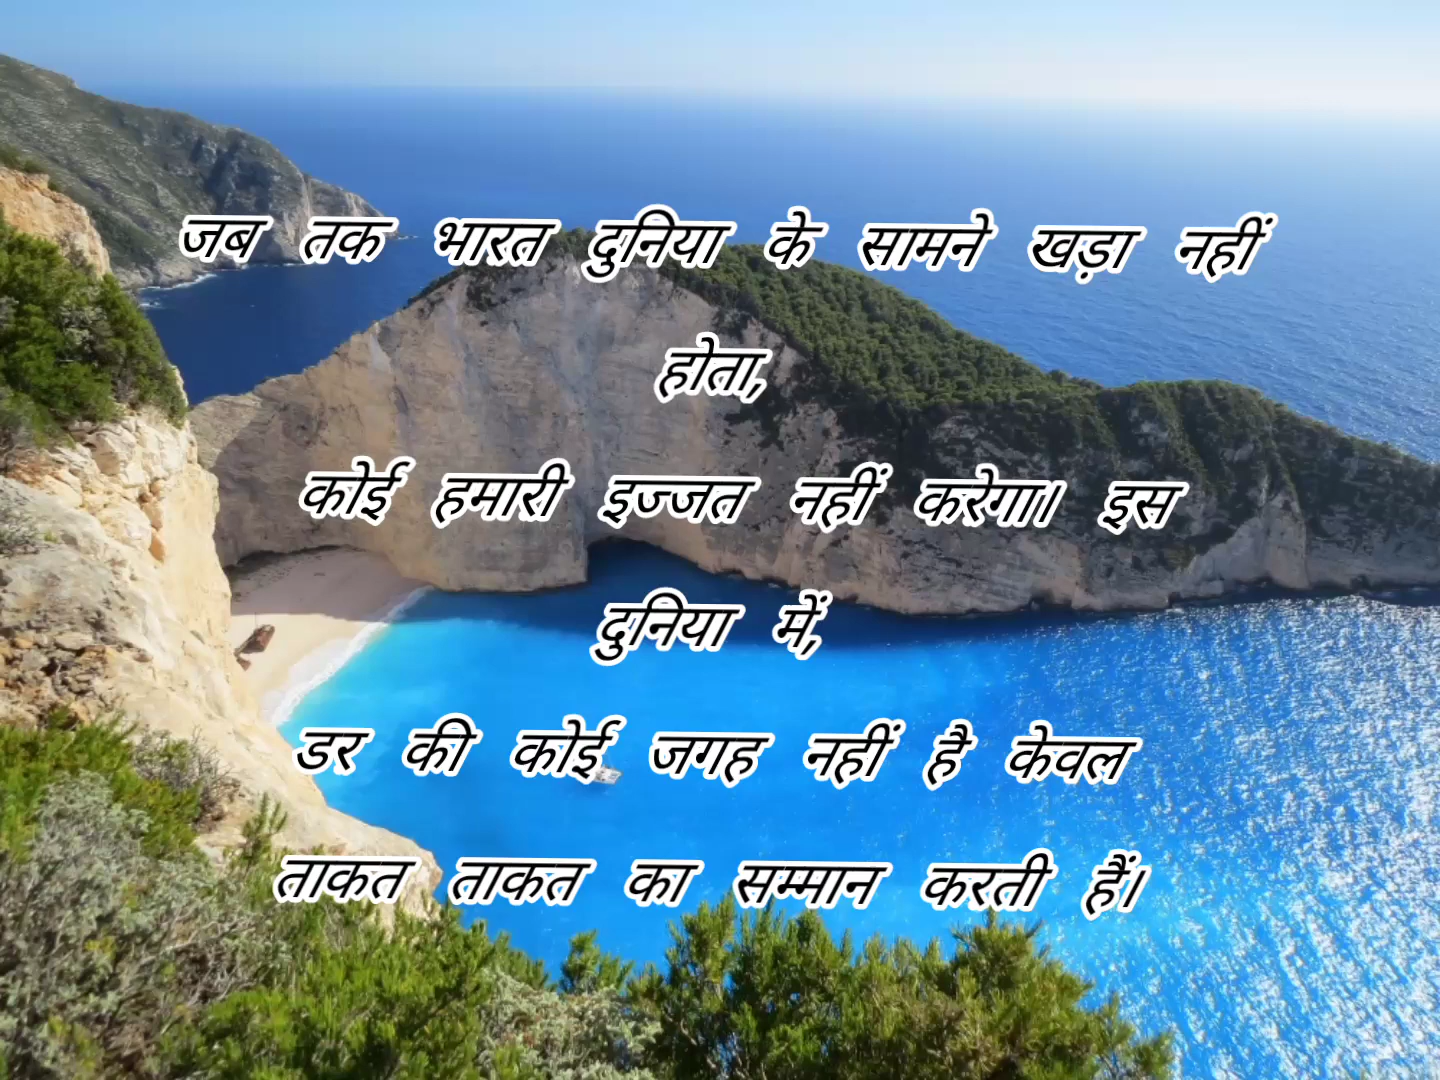 जब तक भारत दुनिया के सामने खड़ा नहीं
होता,
कोई हमारी इज्जत नहीं करेगा। इस
दुनिया में,
डर की कोई जगह नहीं है केवल
ताकत ताकत का सम्मान करती हैं।